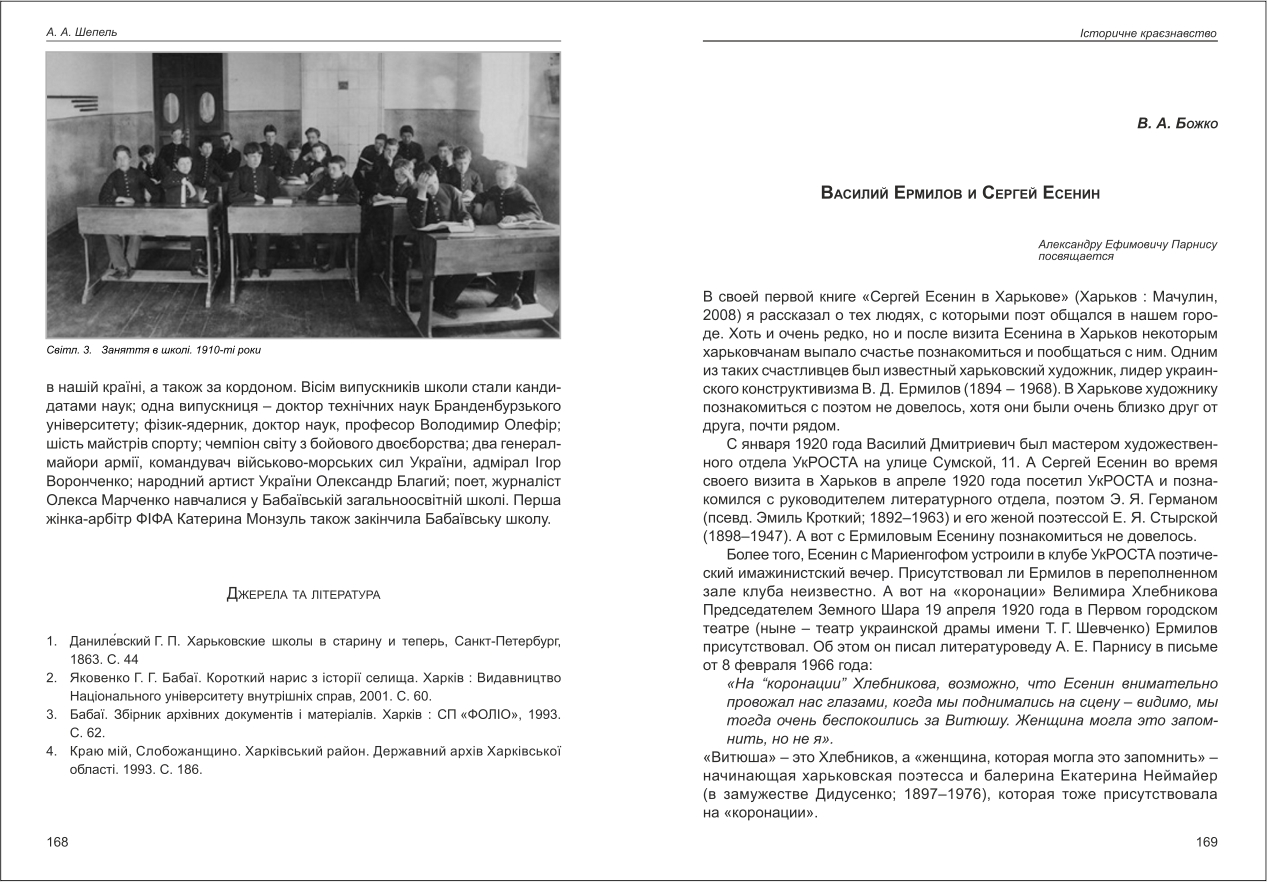 А. А. Шепель
Світл. 3. Заняття в школі. 1910-ті роки
в нашій країні, а також за кордоном. Вісім випускників школи стали канди-
датами наук; одна випускниця – доктор технічних наук Бранденбурзького
університету; фізик-ядерник, доктор наук, професор Володимир Олефір;
шість майстрів спорту; чемпіон світу з бойового двоєборства; два генерал-
майори армії, командувач військово-морських сил України, адмірал Ігор
Воронченко; народний артист України Олександр Благий; поет, журналіст
Олекса Марченко навчалися у Бабаївській загальноосвітній школі. Перша
жінка-арбітр ФІФА Катерина Монзуль також закінчила Бабаївську школу.
Джерела та література
1. Даниле́вский Г. П. Харьковские школы в старину и теперь, Санкт-Петербург,
1863. С. 44
2. Яковенко Г. Г. Бабаї. Короткий нарис з історії селища. Харків : Видавництво
Національного університету внутрішніх справ, 2001. С. 60.
3. Бабаї. Збірник архівних документів і матеріалів. Харків : СП «ФОЛІО», 1993.
С. 62.
4. Краю мій, Слобожанщино. Харківський район. Державний архів Харківської
області. 1993. С. 186.
168
Історичне краєзнавство
В. А. Божко
Василий Ермилов и Сергей Есенин
Александру Ефимовичу Парнису
посвящается
В своей первой книге «Сергей Есенин в Харькове» (Харьков : Мачулин,
2008) я рассказал о тех людях, с которыми поэт общался в нашем горо-
де. Хоть и очень редко, но и после визита Есенина в Харьков некоторым
харьковчанам выпало счастье познакомиться и пообщаться с ним. Одним
из таких счастливцев был известный харьковский художник, лидер украин-
ского конструктивизма В. Д. Ермилов (1894 – 1968). В Харькове художнику
познакомиться с поэтом не довелось, хотя они были очень близко друг от
друга, почти рядом.
С января 1920 года Василий Дмитриевич был мастером художествен-
ного отдела УкРОСТА на улице Сумской, 11. А Сергей Есенин во время
своего визита в Харьков в апреле 1920 года посетил УкРОСТА и позна-
комился с руководителем литературного отдела, поэтом Э. Я. Германом
(псевд. Эмиль Кроткий; 1892–1963) и его женой поэтессой Е. Я. Стырской
(1898–1947). А вот с Ермиловым Есенину познакомиться не довелось.
Более того, Есенин с Мариенгофом устроили в клубе УкРОСТА поэтиче-
ский имажинистский вечер. Присутствовал ли Ермилов в переполненном
зале клуба неизвестно. А вот на «коронации» Велимира Хлебникова
Председателем Земного Шара 19 апреля 1920 года в Первом городском
театре (ныне – театр украинской драмы имени Т. Г. Шевченко) Ермилов
присутствовал. Об этом он писал литературоведу А. Е. Парнису в письме
от 8 февраля 1966 года:
«На “коронации” Хлебникова, возможно, что Есенин внимательно
провожал нас глазами, когда мы поднимались на сцену – видимо, мы
тогда очень беспокоились за Витюшу. Женщина могла это запом-
нить, но не я».
«Витюша» – это Хлебников, а «женщина, которая могла это запомнить» –
начинающая харьковская поэтесса и балерина Екатерина Неймайер
(в замужестве Дидусенко; 1897–1976), которая тоже присутствовала
на «коронации».
169